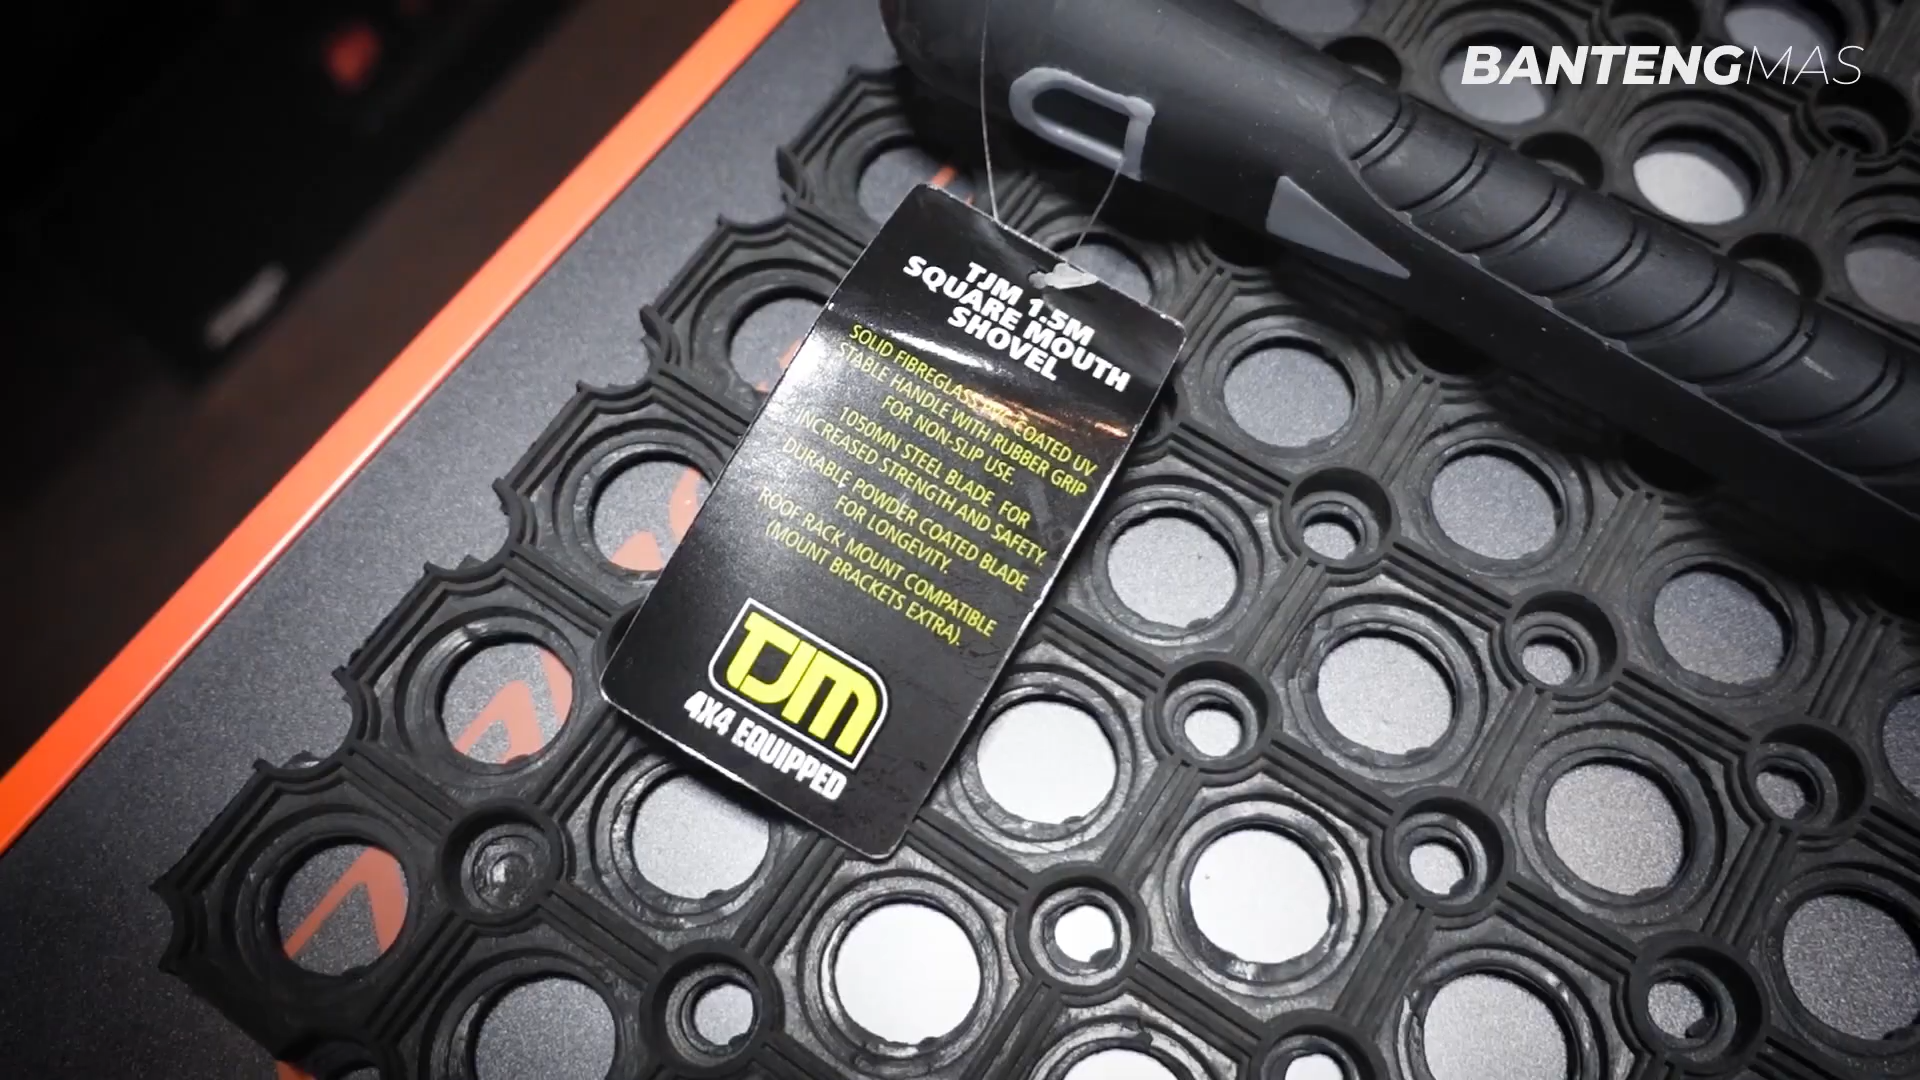 BANTENGMAS
TJM 1.5M
SQUARE MOUTH
SHOVEL
SOLID FIBREGLASS PVC COATED UV
STABLE HANDLE WITH RUBBER GRIP
FOR NON-SLIP USE.
1050MN STEEL BLADE FOR
INCREASED STRENGTH AND SAFETY.
DURABLE POWDER COATED BLADE
FOR LONGEVITY.
ROOF RACK MOUNT COMPATIBLE
(MOUNT BRACKETS EXTRA).
TJM
4X4 EQUIPPED